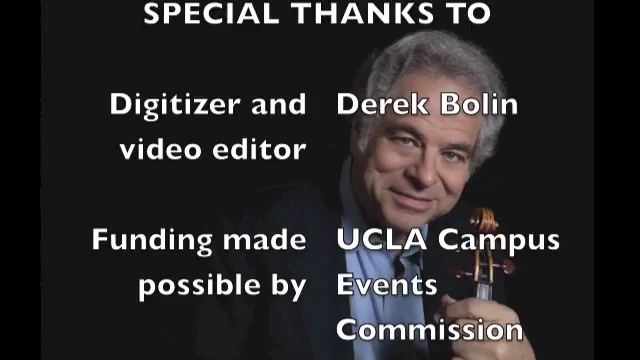 SPECIAL THANKS TO
Digitizer and Derek Bolin
video editor
Funding made UCLA Campus
possible by Events
Commission